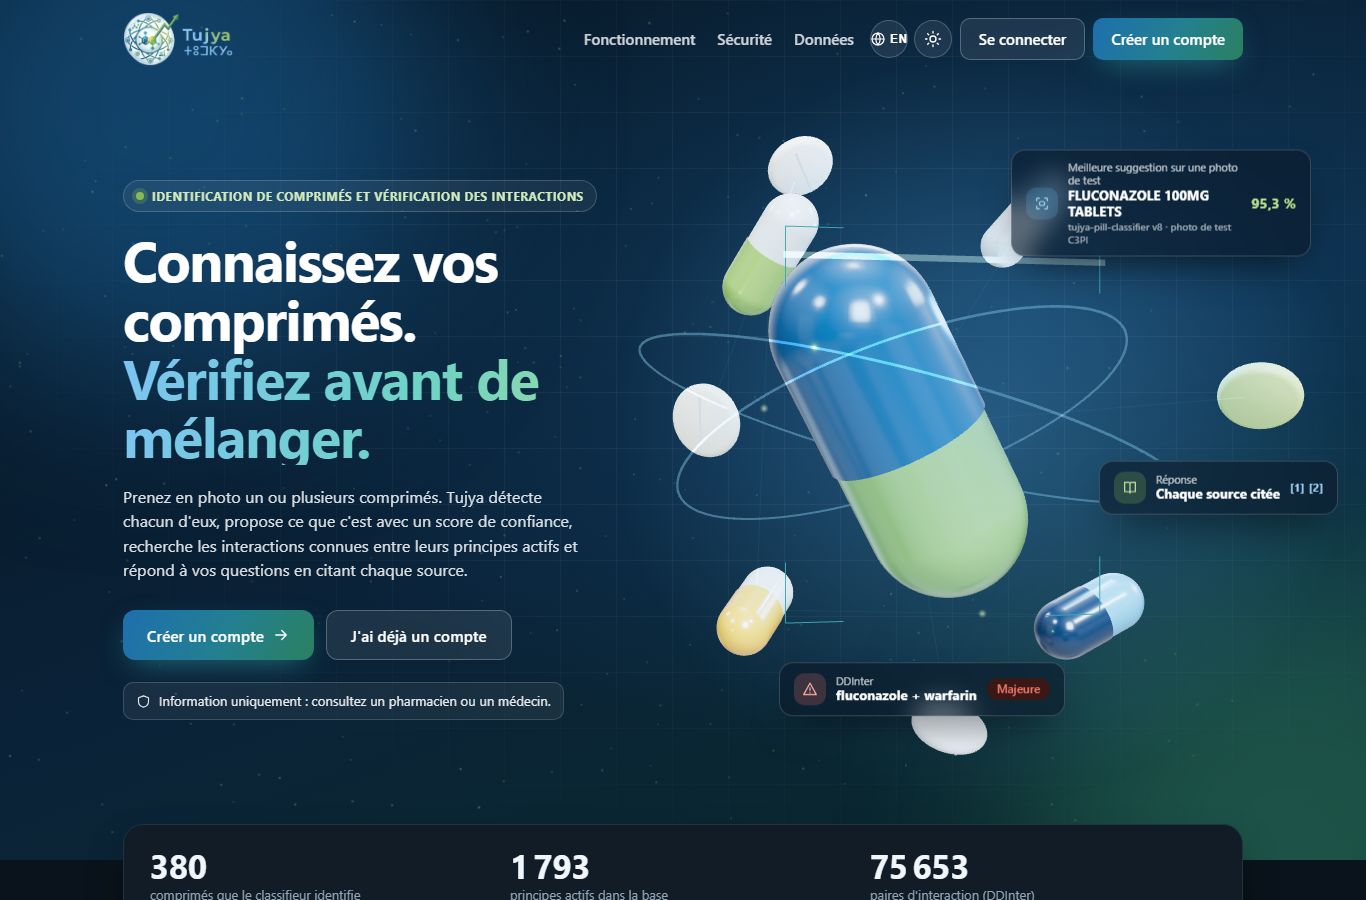 Tujya
ⵜⵓⵊⵢⴰ
Fonctionnement
Sécurité
Données
EN
Se connecter
Créer un compte
IDENTIFICATION DE COMPRIMÉS ET VÉRIFICATION DES INTERACTIONS
Connaissez vos
comprimés.
Vérifiez avant de
mélanger.
Prenez en photo un ou plusieurs comprimés. Tujya détecte
chacun d'eux, propose ce que c'est avec un score de confiance,
recherche les interactions connues entre leurs principes actifs et
répond à vos questions en citant chaque source.
Créer un compte →
J'ai déjà un compte
Information uniquement : consultez un pharmacien ou un médecin.
Meilleure suggestion sur une photo
de test
FLUCONAZOLE 100MG
TABLETS
95,3 %
tujya-pill-classifier v8 · photo de test
C3PI
Réponse
Chaque source citée [1] [2]
DDInter
fluconazole + warfarin Majeure
380
comprimés que le classifieur identifie
1 793
principes actifs dans la base
75 653
paires d'interaction (DDInter)